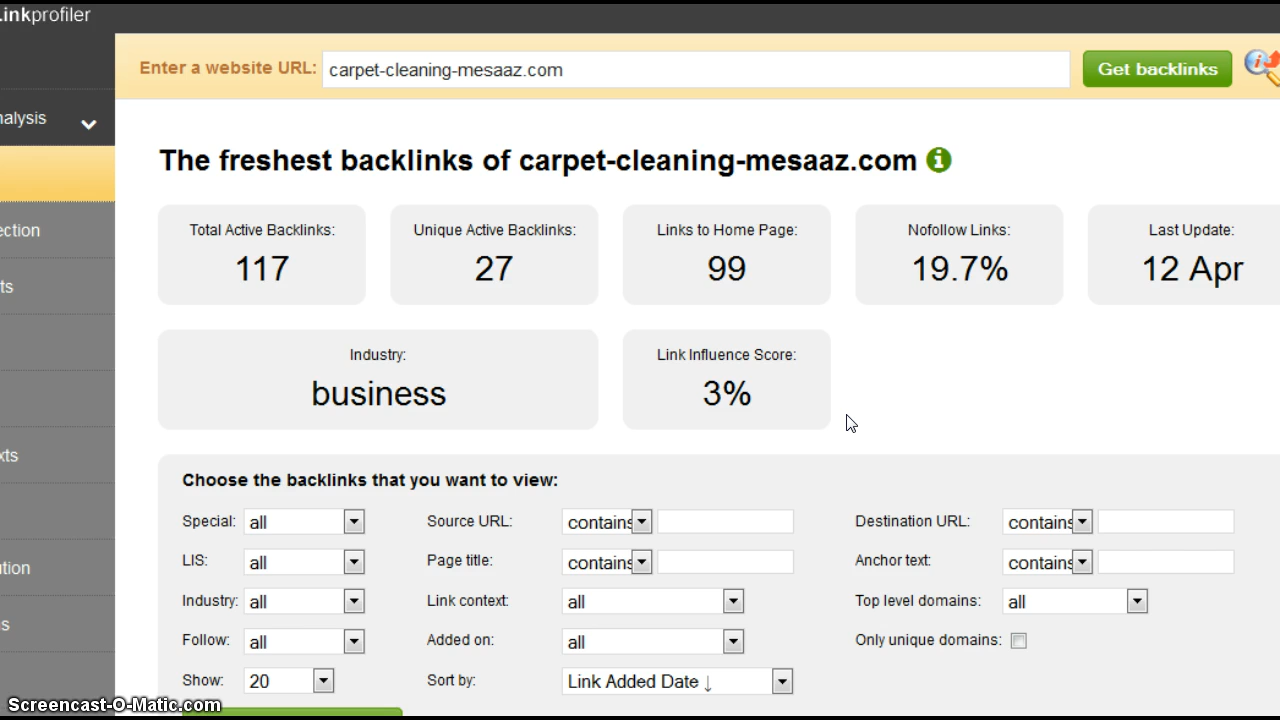 Linkprofiler
Enter a website URL: carpet-cleaning-mesaaz.com Get backlinks
The freshest backlinks of carpet-cleaning-mesaaz.com
Total Active Backlinks: Unique Active Backlinks: Links to Home Page: Nofollow Links: Last Update:
117 27 99 19.7% 12 Apr
Industry: Link Influence Score:
business 3%
Choose the backlinks that you want to view:
Special: all Source URL: contains Destination URL: contains
LIS: all Page title: contains Anchor text: contains
Industry: all Link context: all Top level domains: all
Follow: all Added on: all Only unique domains:
Show: 20 Sort by: Link Added Date ↓
Screencast-O-Matic.com